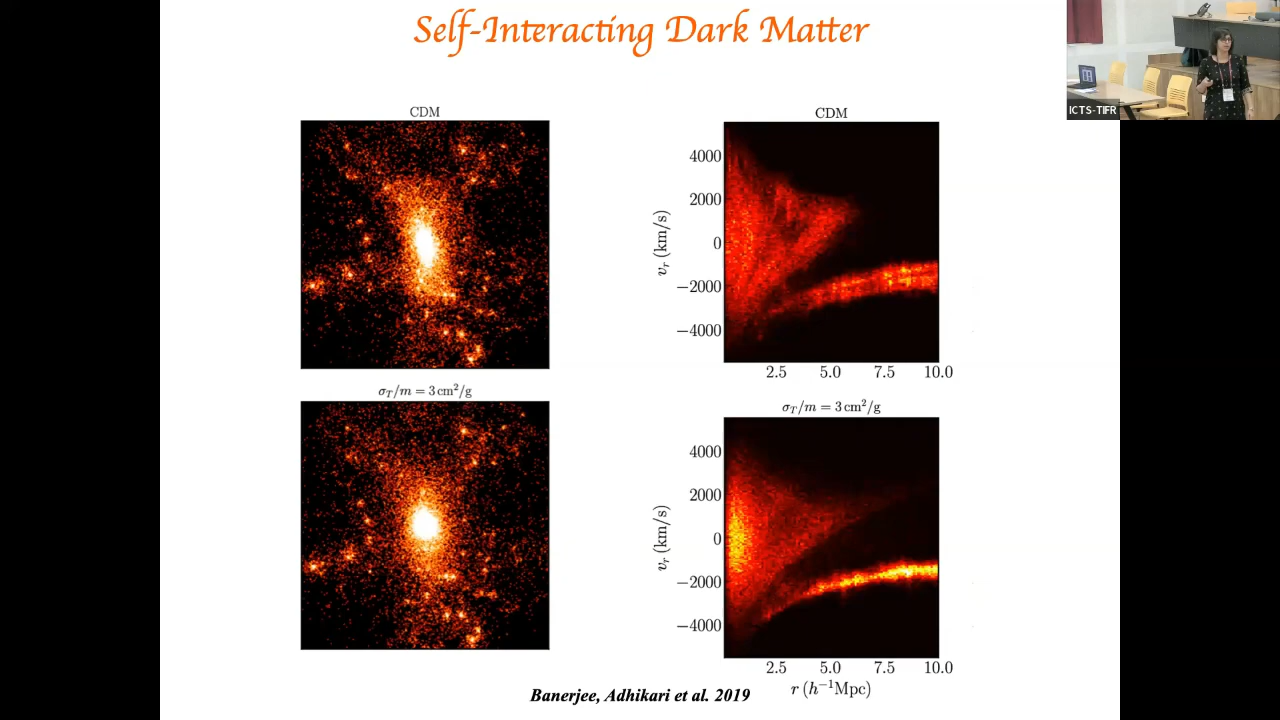 Self-Interacting Dark Matter
ICTS-TIFR
CDM
CDM
4000
2000
0
−2000
−4000
v_r (km/s)
2.5 5.0 7.5 10.0
σ_T/m = 3 cm²/g
σ_T/m = 3 cm²/g
4000
2000
0
−2000
−4000
v_r (km/s)
2.5 5.0 7.5 10.0
r (h⁻¹Mpc)
Banerjee, Adhikari et al. 2019